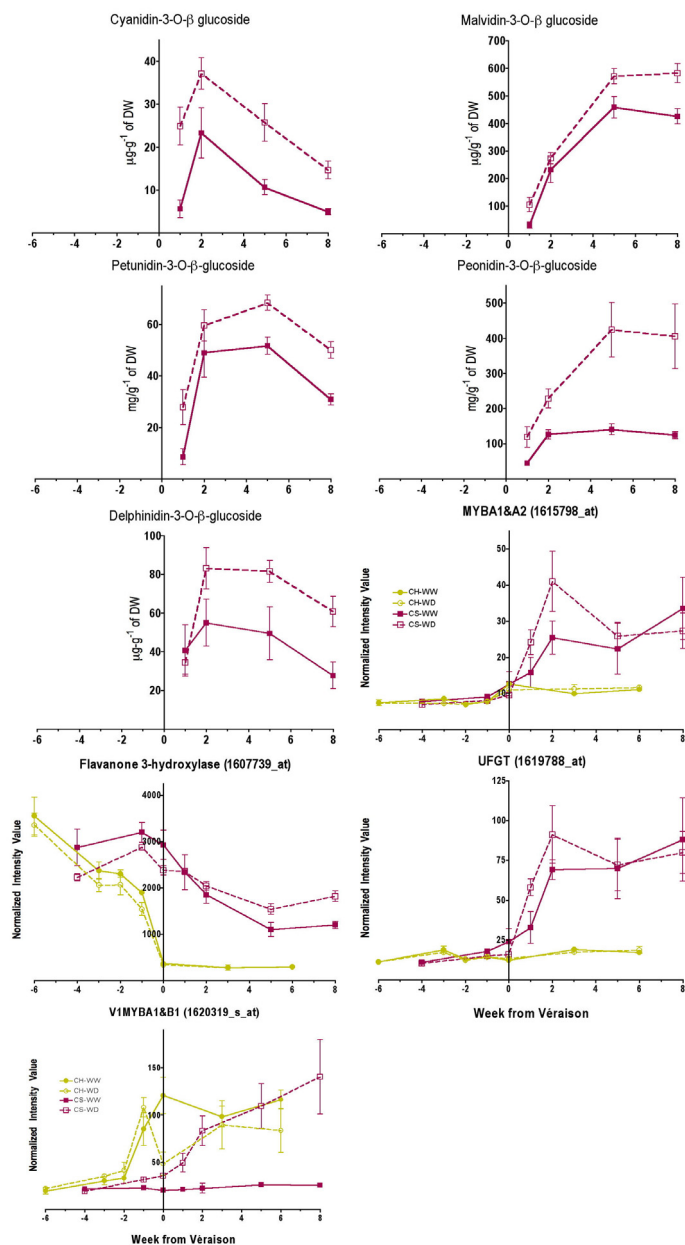 Cyanidin-3-O-β glucoside
µg-g⁻¹ of DW
40
30
20
10
-6 -4 -2 0 2 4 6 8
Malvidin-3-O-β glucoside
µg/g⁻¹ of DW
700
600
500
400
300
200
100
-6 -4 -2 0 2 4 6 8
Petunidin-3-O-β-glucoside
mg/g⁻¹ of DW
60
40
20
-6 -4 -2 0 2 4 6 8
Peonidin-3-O-β-glucoside
mg/g⁻¹ of DW
500
400
300
200
100
-6 -4 -2 0 2 4 6 8
Delphinidin-3-O-β-glucoside
µg-g⁻¹ of DW
100
80
60
40
20
-6 -4 -2 0 2 4 6 8
MYBA1&A2 (1615798_at)
Normalized Intensity Value
CH-WW
CH-WD
CS-WW
CS-WD
50
40
30
20
10
-6 -4 -2 0 2 4 6 8
Flavanone 3-hydroxylase (1607739_at)
Normalized Intensity Value
4000
3000
2000
1000
-6 -4 -2 0 2 4 6 8
UFGT (1619788_at)
Normalized Intensity Value
125
100
75
50
25
-6 -4 -2 0 2 4 6 8
Week from Vèraison
V1MYBA1&B1 (1620319_s_at)
Normalized Intensity Value
CH-WW
CH-WD
CS-WW
CS-WD
150
100
50
-6 -4 -2 0 2 4 6 8
Week from Vèraison